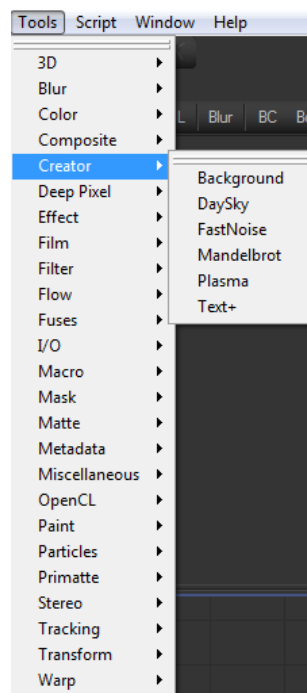 Tools Script Window Help
3D
Blur
Color
L Blur BC
Composite
Creator
Background
Deep Pixel
DaySky
Effect
FastNoise
Film
Mandelbrot
Filter
Plasma
Flow
Text+
Fuses
I/O
Macro
Mask
Matte
Metadata
Miscellaneous
OpenCL
Paint
Particles
Primatte
Stereo
Tracking
Transform
Warp